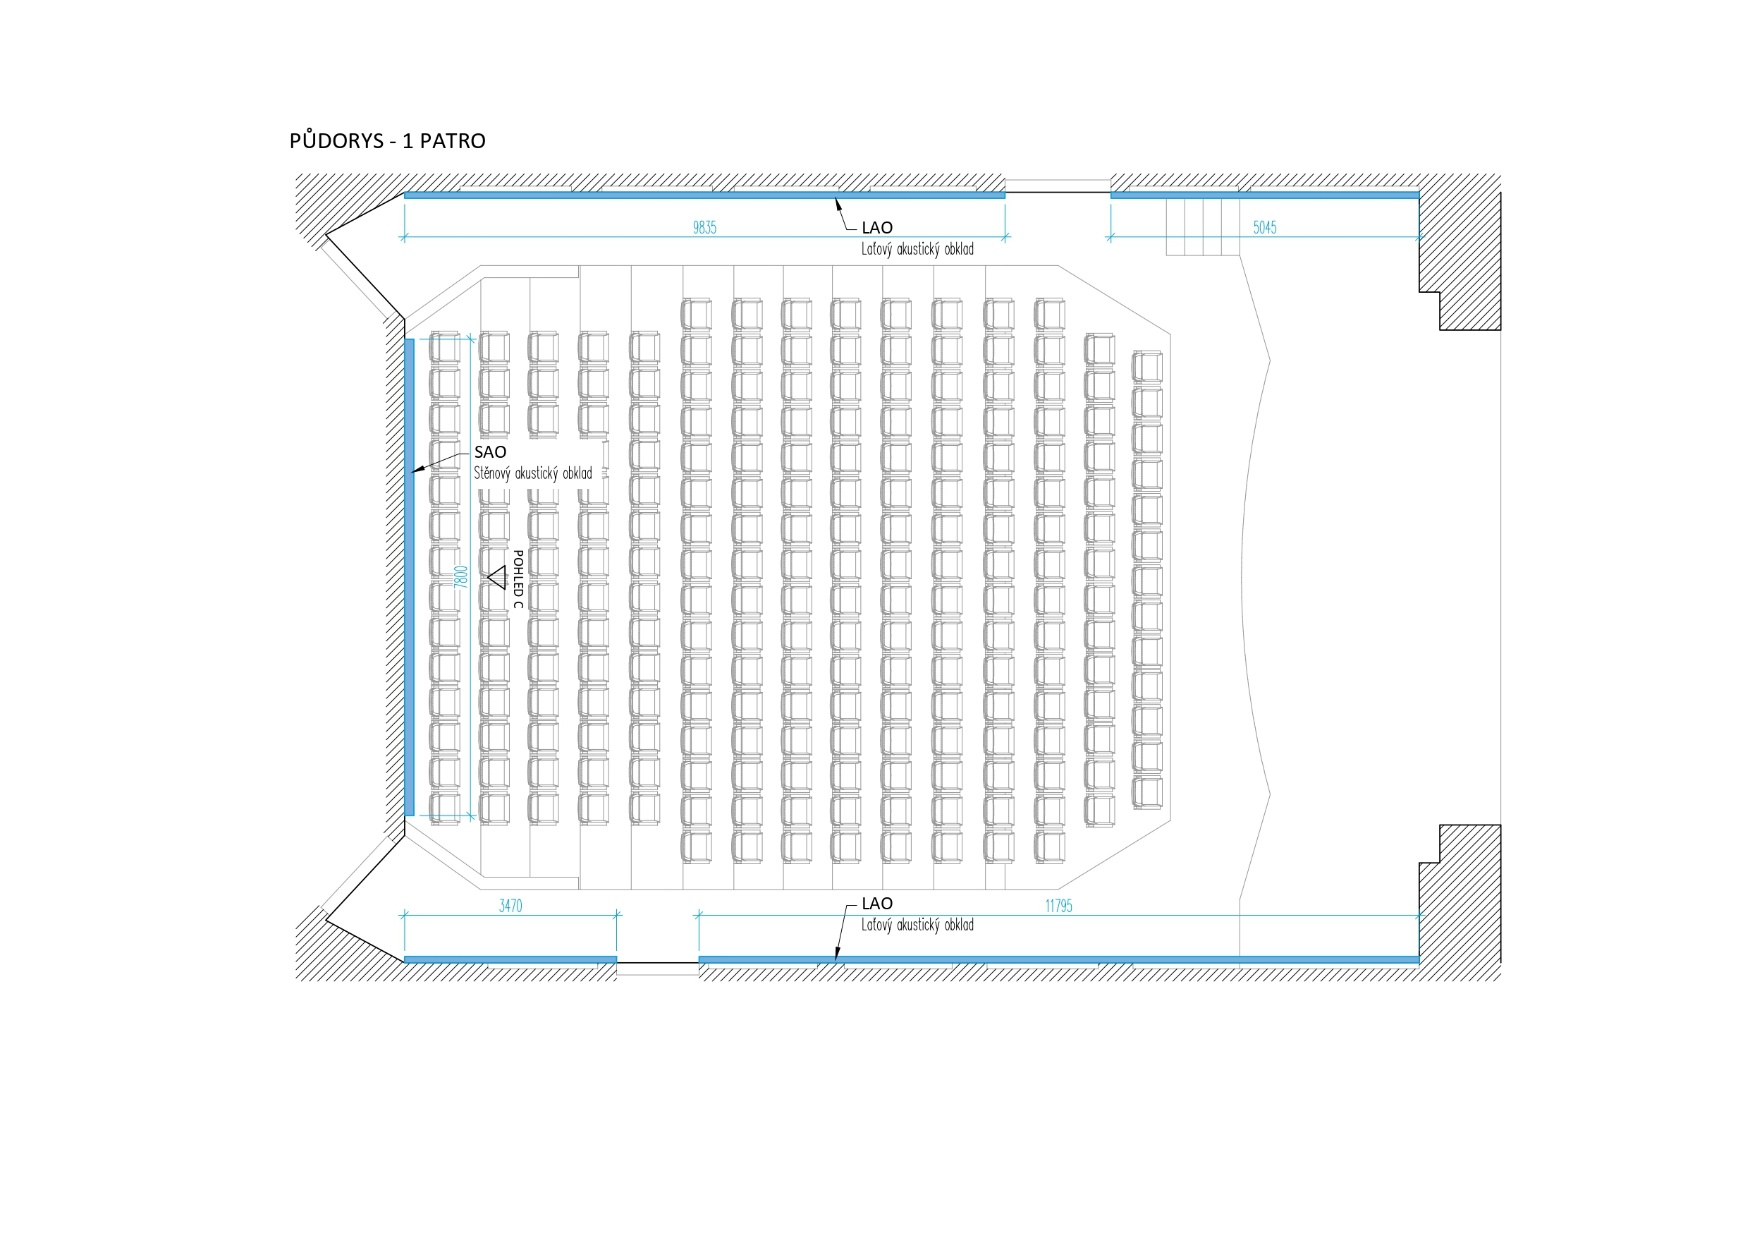 PŮDORYS - 1 PATRO
9835
LAO
Laťový akustický obklad
5045
SAO
Stěnový akustický obklad
7800
POHLED C
3470
LAO
Laťový akustický obklad
11795